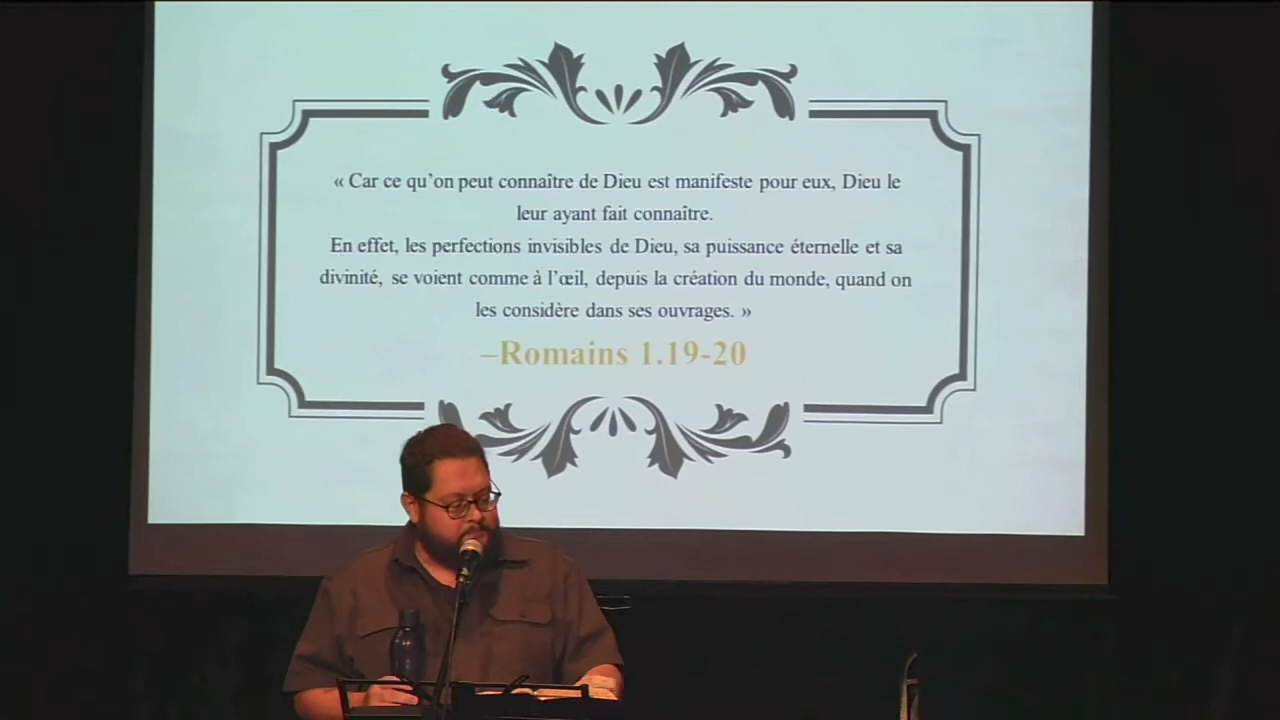 « Car ce qu’on peut connaître de Dieu est manifeste pour eux, Dieu le
leur ayant fait connaître.
En effet, les perfections invisibles de Dieu, sa puissance éternelle et sa
divinité, se voient comme à l’œil, depuis la création du monde, quand on
les considère dans ses ouvrages. »
–Romains 1.19-20